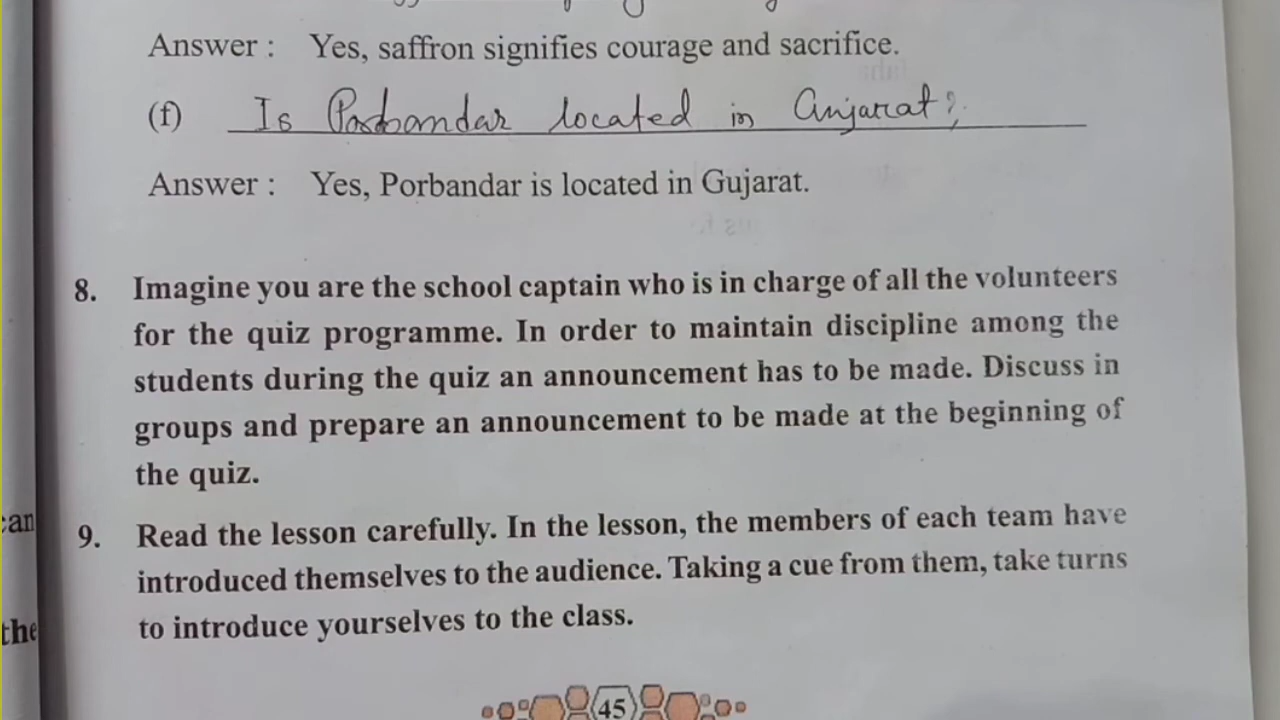 Answer : Yes, saffron signifies courage and sacrifice.
(f) Is Porbandar located in Gujarat?
Answer : Yes, Porbandar is located in Gujarat.
8. Imagine you are the school captain who is in charge of all the volunteers
for the quiz programme. In order to maintain discipline among the
students during the quiz an announcement has to be made. Discuss in
groups and prepare an announcement to be made at the beginning of
the quiz.
can
9. Read the lesson carefully. In the lesson, the members of each team have
introduced themselves to the audience. Taking a cue from them, take turns
the
to introduce yourselves to the class.
45